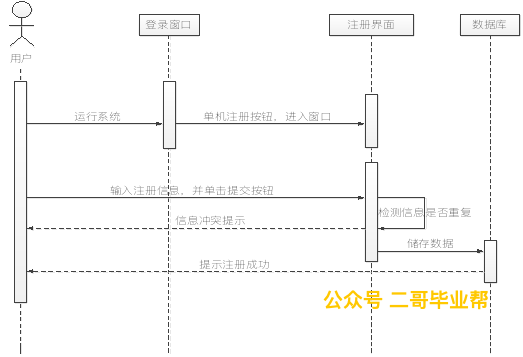 登录窗口
注册界面
数据库
用户
运行系统
单机注册按钮，进入窗口
输入注册信息，并单击提交按钮
检测信息是否重复
信息冲突提示
储存数据
提示注册成功
公众号 二哥毕业帮